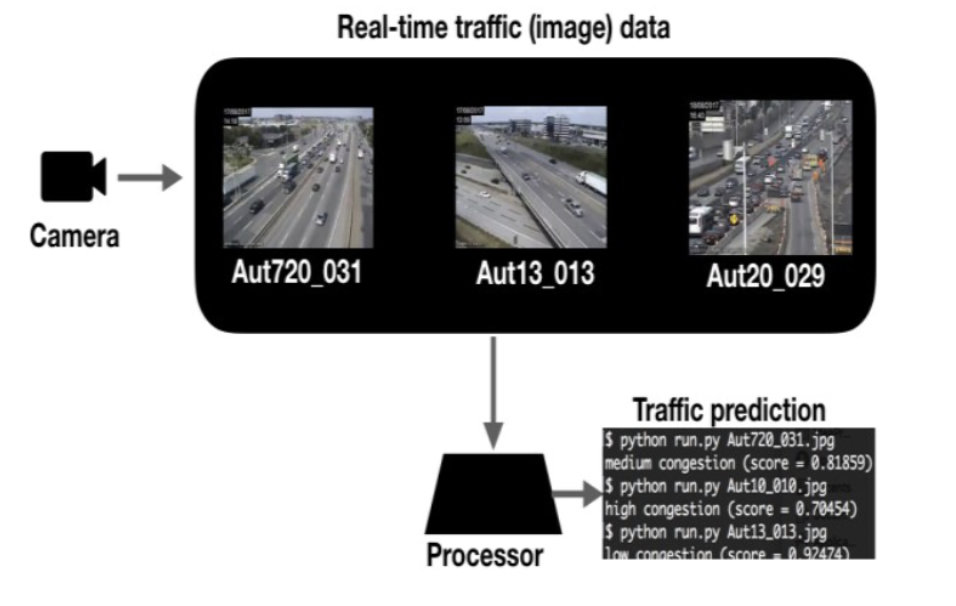 Real-time traffic (image) data
Camera
Aut720_031
Aut13_013
Aut20_029
Traffic prediction
$ python run.py Aut720_031.jpg
medium congestion (score = 0.81859)
$ python run.py Aut10_010.jpg
high congestion (score = 0.70454)
$ python run.py Aut13_013.jpg
low congestion (score = 0.92474)
Processor